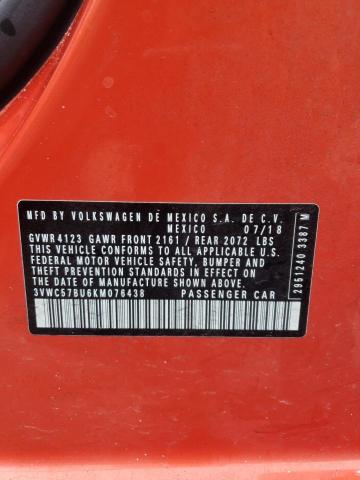 MFD BY VOLKSWAGEN DE MEXICO S.A. DE C.V.
MEXICO 07/18
GVWR 4123 GAWR FRONT 2161 / REAR 2072 LBS
THIS VEHICLE CONFORMS TO ALL APPLICABLE U.S.
FEDERAL MOTOR VEHICLE SAFETY, BUMPER AND
THEFT PREVENTION STANDARDS IN EFFECT ON
THE DATE OF MANUFACTURE SHOWN ABOVE.
3VWC57BU6KM076438 PASSENGER CAR
2951240 3387 M